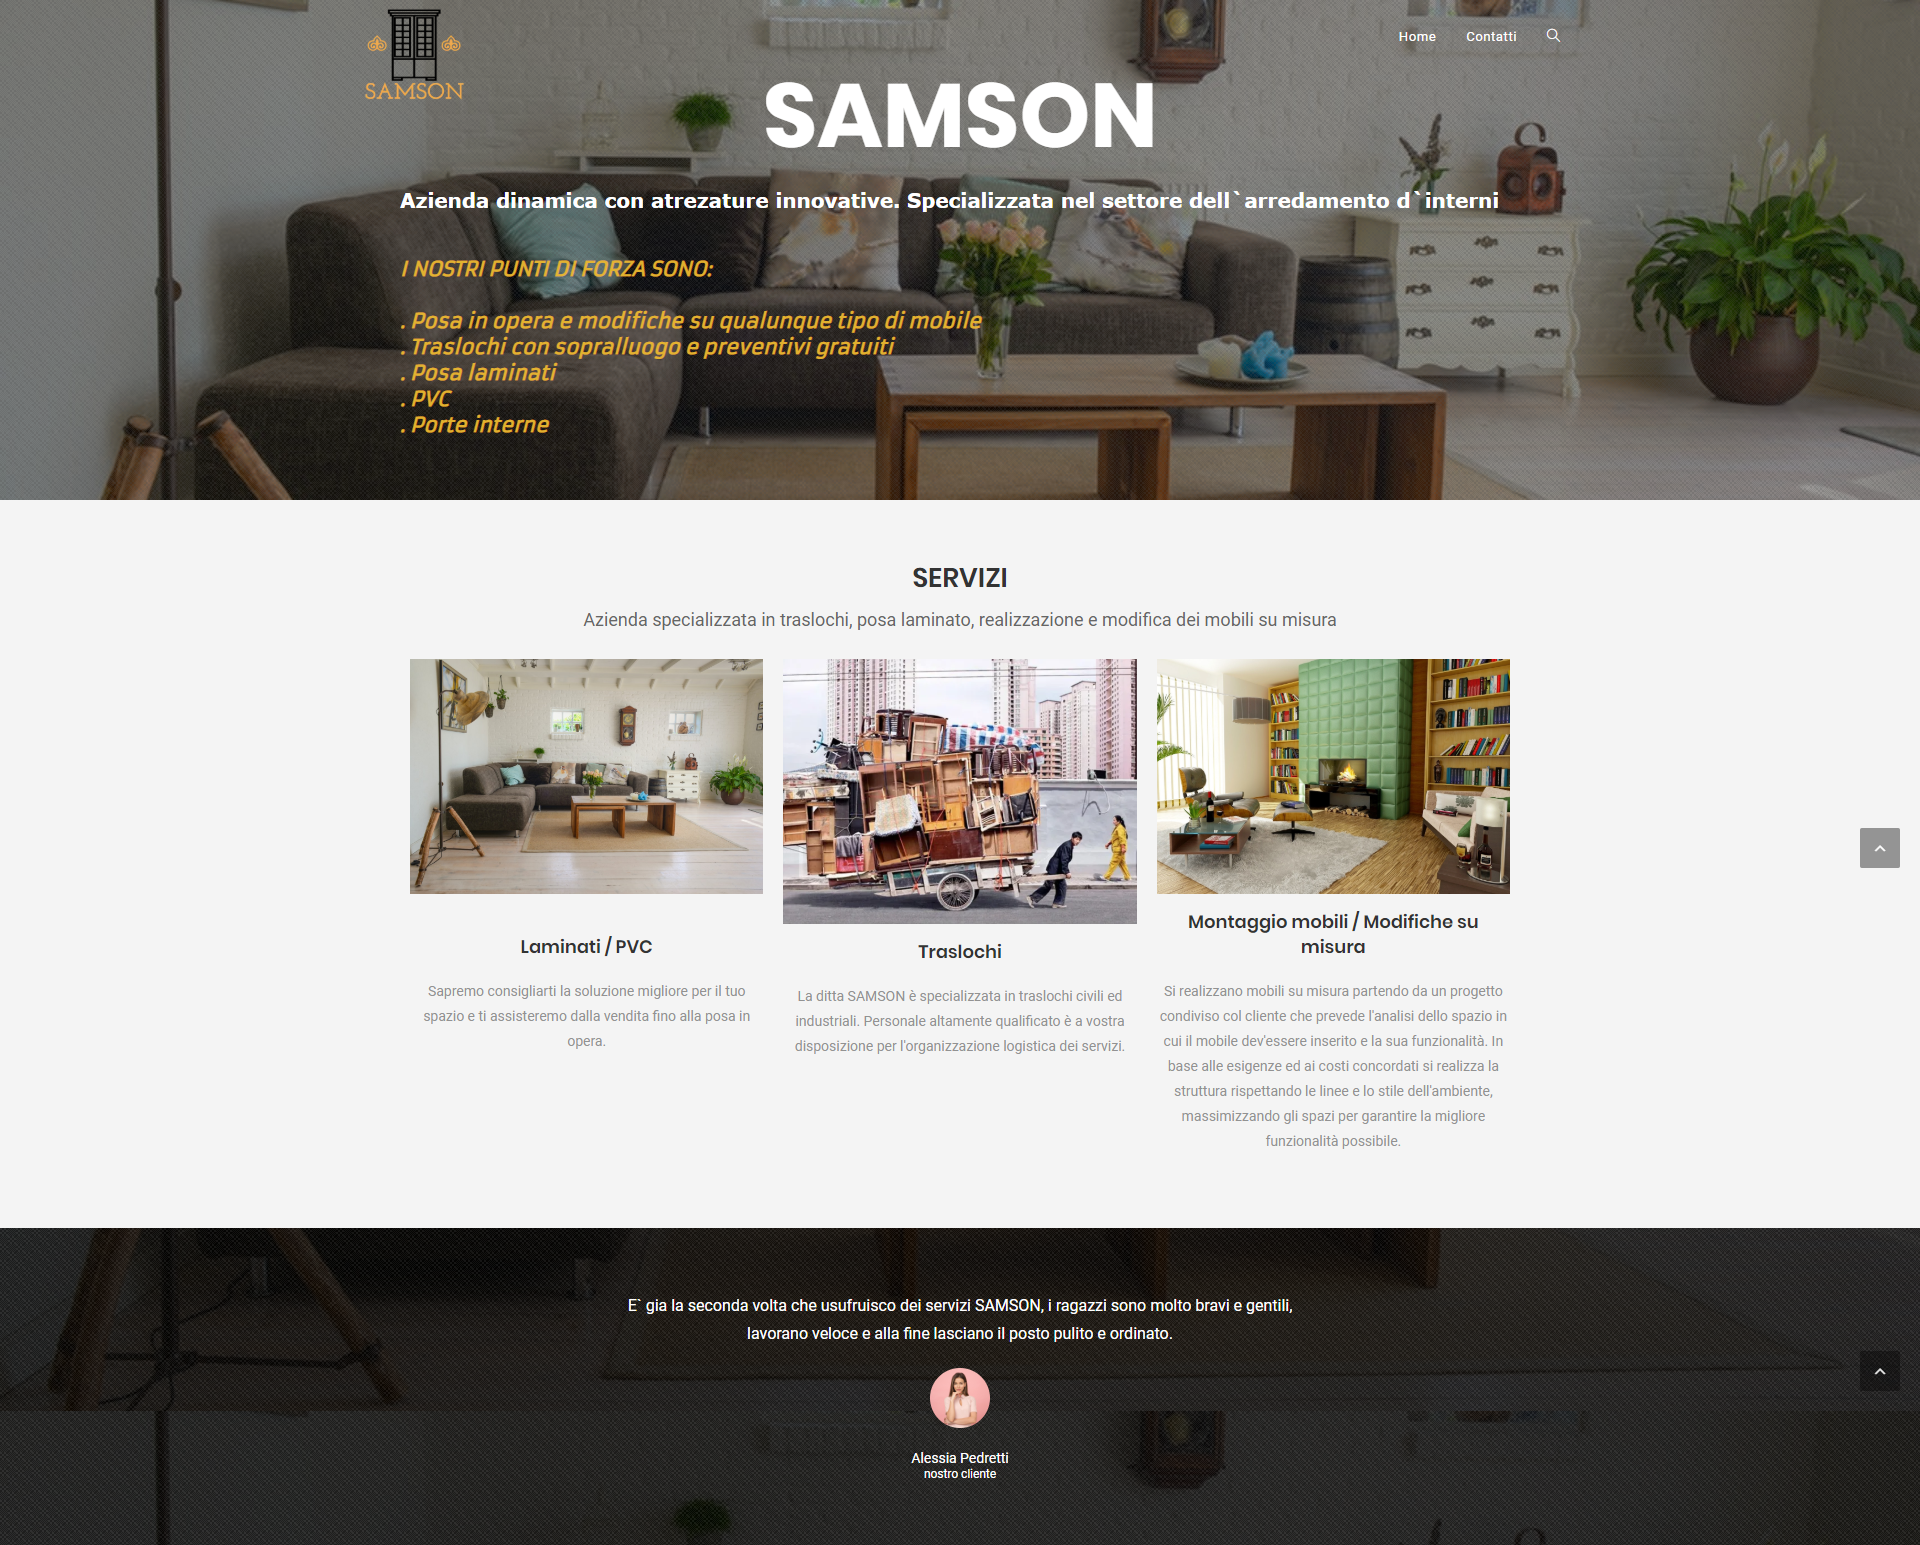 SAMSON
Home
Contatti
SAMSON
Azienda dinamica con atrezature innovative. Specializzata nel settore dell`arredamento d`interni
I NOSTRI PUNTI DI FORZA SONO:
. Posa in opera e modifiche su qualunque tipo di mobile
. Traslochi con sopralluogo e preventivi gratuiti
. Posa laminati
. PVC
. Porte interne
SERVIZI
Azienda specializzata in traslochi, posa laminato, realizzazione e modifica dei mobili su misura
Laminati / PVC
Sapremo consigliarti la soluzione migliore per il tuo
spazio e ti assisteremo dalla vendita fino alla posa in
opera.
Traslochi
La ditta SAMSON è specializzata in traslochi civili ed
industriali. Personale altamente qualificato è a vostra
disposizione per l'organizzazione logistica dei servizi.
Montaggio mobili / Modifiche su
misura
Si realizzano mobili su misura partendo da un progetto
condiviso col cliente che prevede l'analisi dello spazio in
cui il mobile dev'essere inserito e la sua funzionalità. In
base alle esigenze ed ai costi concordati si realizza la
struttura rispettando le linee e lo stile dell'ambiente,
massimizzando gli spazi per garantire la migliore
funzionalità possibile.
E` gia la seconda volta che usufruisco dei servizi SAMSON, i ragazzi sono molto bravi e gentili,
lavorano veloce e alla fine lasciano il posto pulito e ordinato.
Alessia Pedretti
nostro cliente